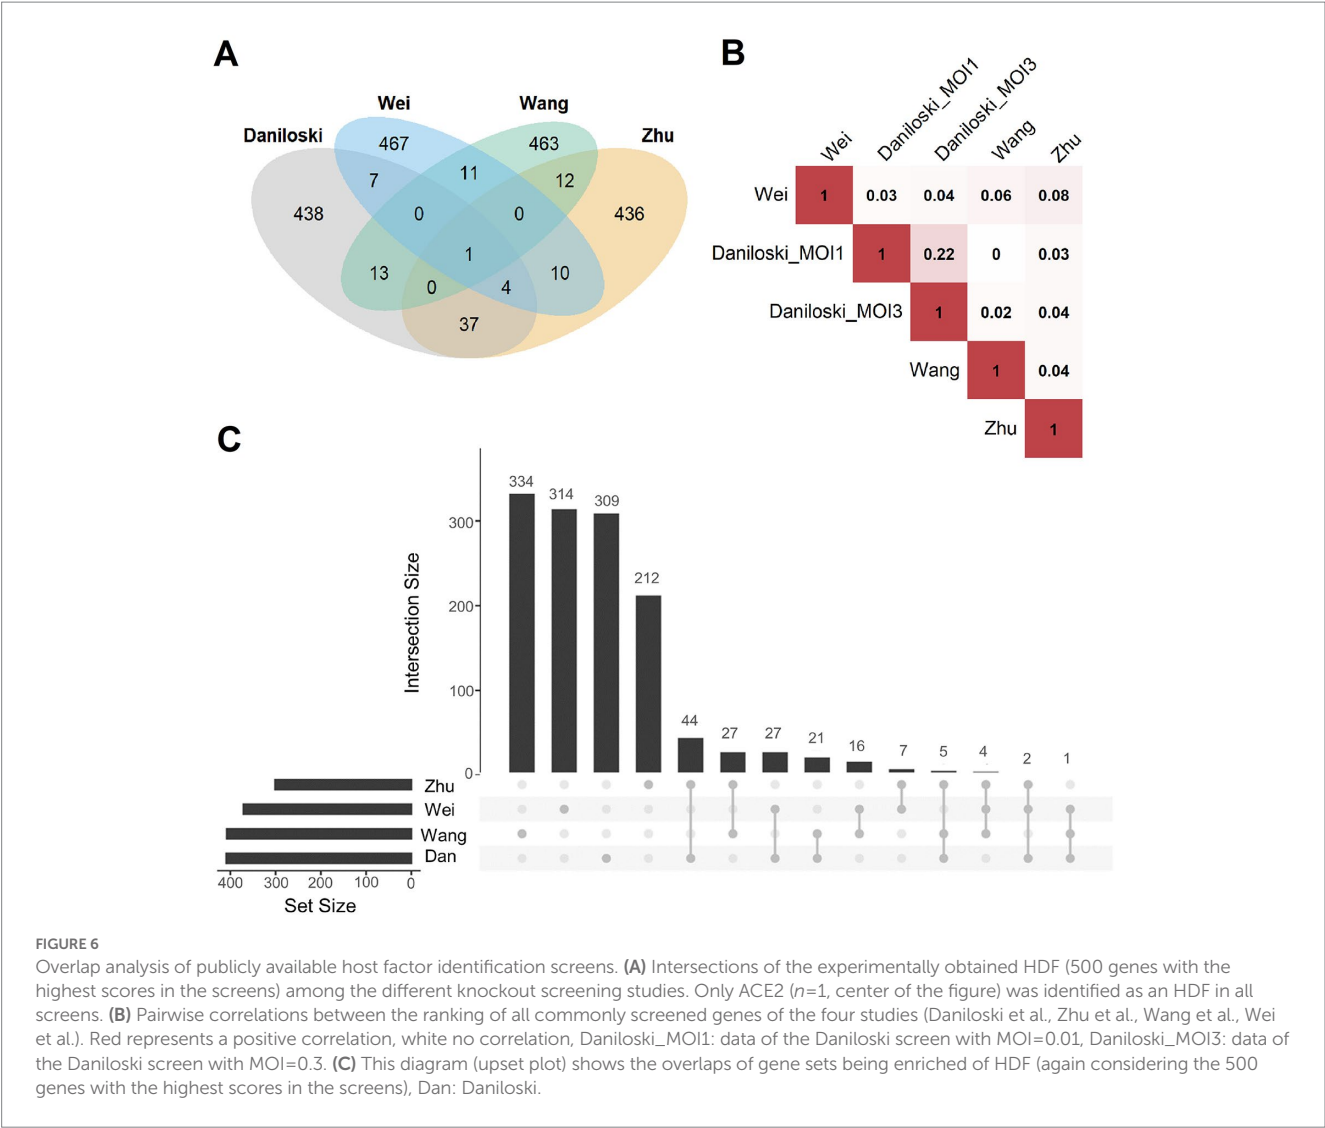 A
Wei
Wang
Daniloski
Zhu
467
463
7
11
12
438
0
0
436
1
13
10
0
4
37
B
Wei
Daniloski_MOI1
Daniloski_MOI3
Wang
Zhu
Wei
1
0.03
0.04
0.06
0.08
Daniloski_MOI1
1
0.22
0
0.03
Daniloski_MOI3
1
0.02
0.04
Wang
1
0.04
Zhu
1
C
Intersection Size
300
200
100
0
334
314
309
212
44
27
27
21
16
7
5
4
2
1
Zhu
Wei
Wang
Dan
400
300
200
100
0
Set Size
FIGURE 6
Overlap analysis of publicly available host factor identification screens. (A) Intersections of the experimentally obtained HDF (500 genes with the
highest scores in the screens) among the different knockout screening studies. Only ACE2 (n=1, center of the figure) was identified as an HDF in all
screens. (B) Pairwise correlations between the ranking of all commonly screened genes of the four studies (Daniloski et al., Zhu et al., Wang et al., Wei
et al.). Red represents a positive correlation, white no correlation, Daniloski_MOI1: data of the Daniloski screen with MOI=0.01, Daniloski_MOI3: data of
the Daniloski screen with MOI=0.3. (C) This diagram (upset plot) shows the overlaps of gene sets being enriched of HDF (again considering the 500
genes with the highest scores in the screens), Dan: Daniloski.